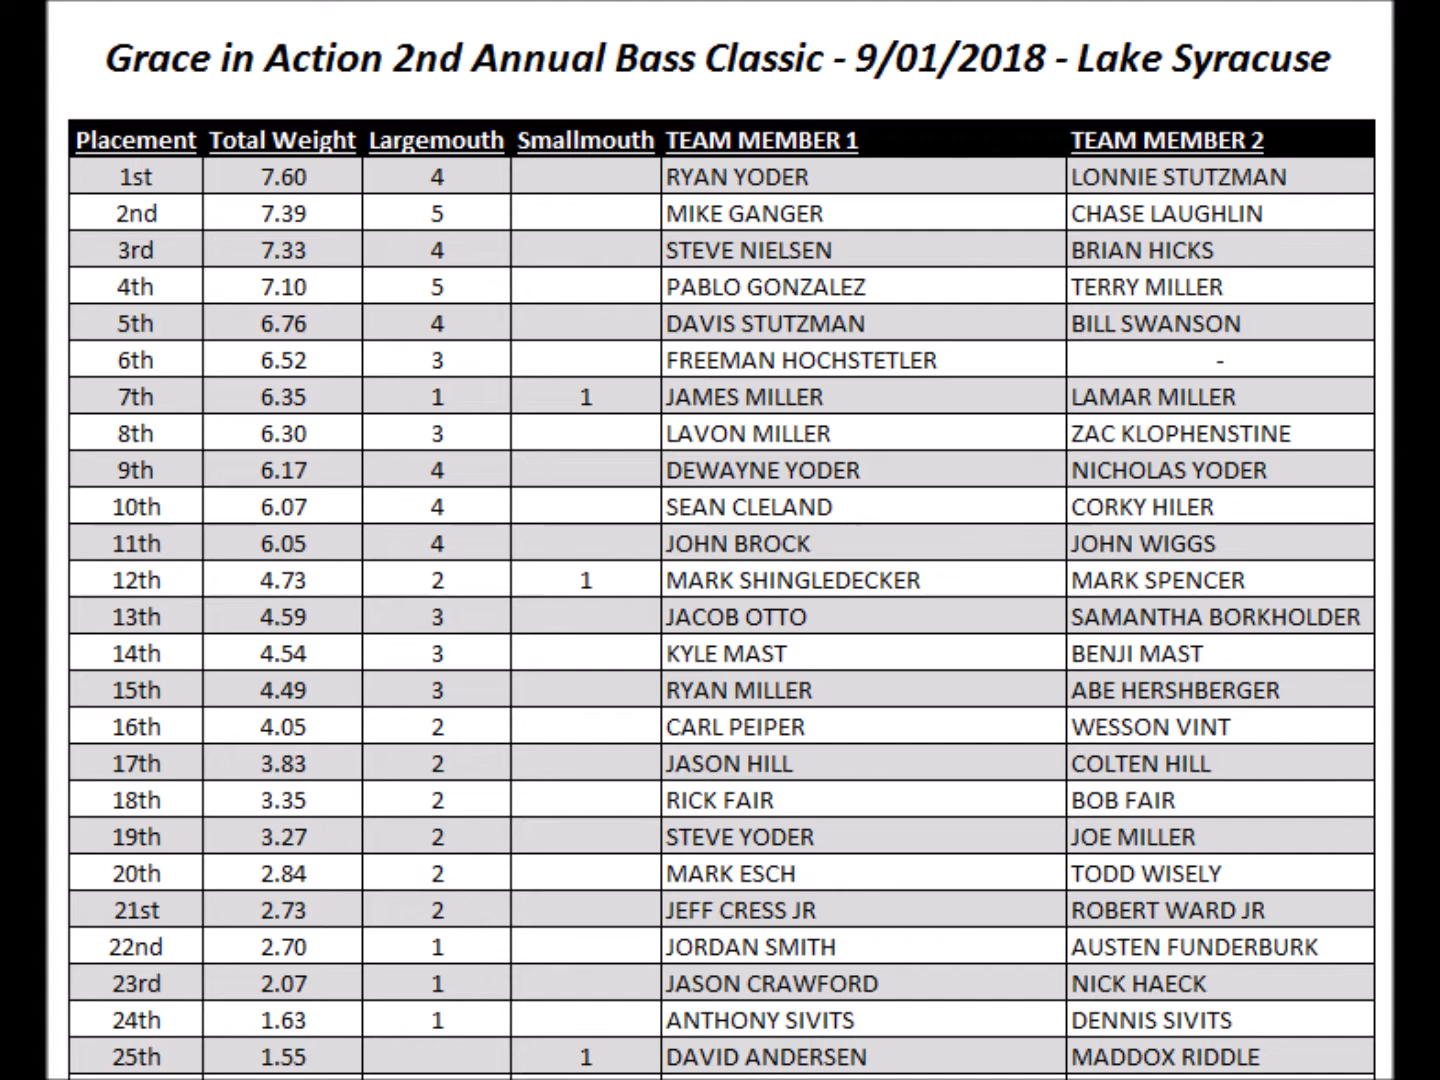 Grace in Action 2nd Annual Bass Classic - 9/01/2018 - Lake Syracuse
Placement Total Weight Largemouth Smallmouth TEAM MEMBER 1 TEAM MEMBER 2
1st 7.60 4 RYAN YODER LONNIE STUTZMAN
2nd 7.39 5 MIKE GANGER CHASE LAUGHLIN
3rd 7.33 4 STEVE NIELSEN BRIAN HICKS
4th 7.10 5 PABLO GONZALEZ TERRY MILLER
5th 6.76 4 DAVIS STUTZMAN BILL SWANSON
6th 6.52 3 FREEMAN HOCHSTETLER -
7th 6.35 1 1 JAMES MILLER LAMAR MILLER
8th 6.30 3 LAVON MILLER ZAC KLOPHENSTINE
9th 6.17 4 DEWAYNE YODER NICHOLAS YODER
10th 6.07 4 SEAN CLELAND CORKY HILER
11th 6.05 4 JOHN BROCK JOHN WIGGS
12th 4.73 2 1 MARK SHINGLEDECKER MARK SPENCER
13th 4.59 3 JACOB OTTO SAMANTHA BORKHOLDER
14th 4.54 3 KYLE MAST BENJI MAST
15th 4.49 3 RYAN MILLER ABE HERSHBERGER
16th 4.05 2 CARL PEIPER WESSON VINT
17th 3.83 2 JASON HILL COLTEN HILL
18th 3.35 2 RICK FAIR BOB FAIR
19th 3.27 2 STEVE YODER JOE MILLER
20th 2.84 2 MARK ESCH TODD WISELY
21st 2.73 2 JEFF CRESS JR ROBERT WARD JR
22nd 2.70 1 JORDAN SMITH AUSTEN FUNDERBURK
23rd 2.07 1 JASON CRAWFORD NICK HAECK
24th 1.63 1 ANTHONY SIVITS DENNIS SIVITS
25th 1.55 1 DAVID ANDERSEN MADDOX RIDDLE